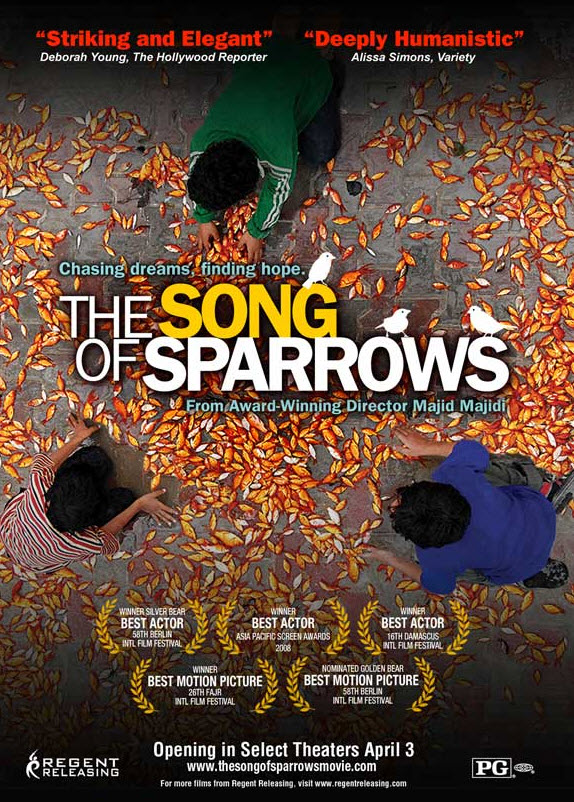 “Striking and Elegant”
Deborah Young, The Hollywood Reporter
“Deeply Humanistic”
Alissa Simons, Variety
Chasing dreams, finding hope.
THE SONG
OF SPARROWS
From Award-Winning Director Majid Majidi
WINNER SILVER BEAR
BEST ACTOR
58TH BERLIN
INTL FILM FESTIVAL
WINNER
BEST ACTOR
ASIA PACIFIC SCREEN AWARDS
2008
WINNER
BEST ACTOR
16TH DAMASCUS
INTL FILM FESTIVAL
WINNER
BEST MOTION PICTURE
26TH FAJR
INTL FILM FESTIVAL
NOMINATED GOLDEN BEAR
BEST MOTION PICTURE
58TH BERLIN
INTL FILM FESTIVAL
REGENT
RELEASING
Opening in Select Theaters April 3
www.thesongofsparrowsmovie.com
For more films from Regent Releasing, visit www.regentreleasing.com
PG